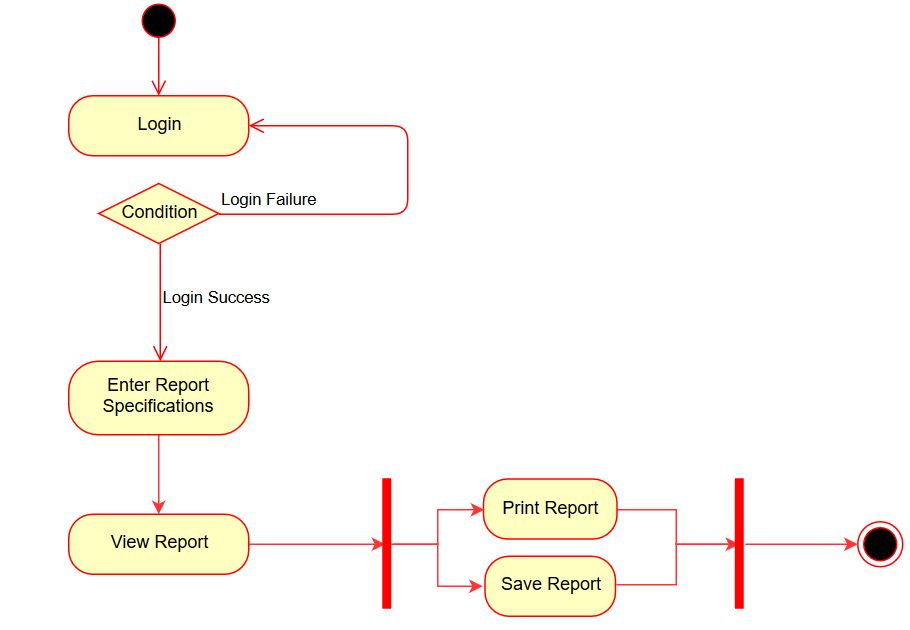 Login
Login Failure
Condition
Login Success
Enter Report
Specifications
View Report
Print Report
Save Report